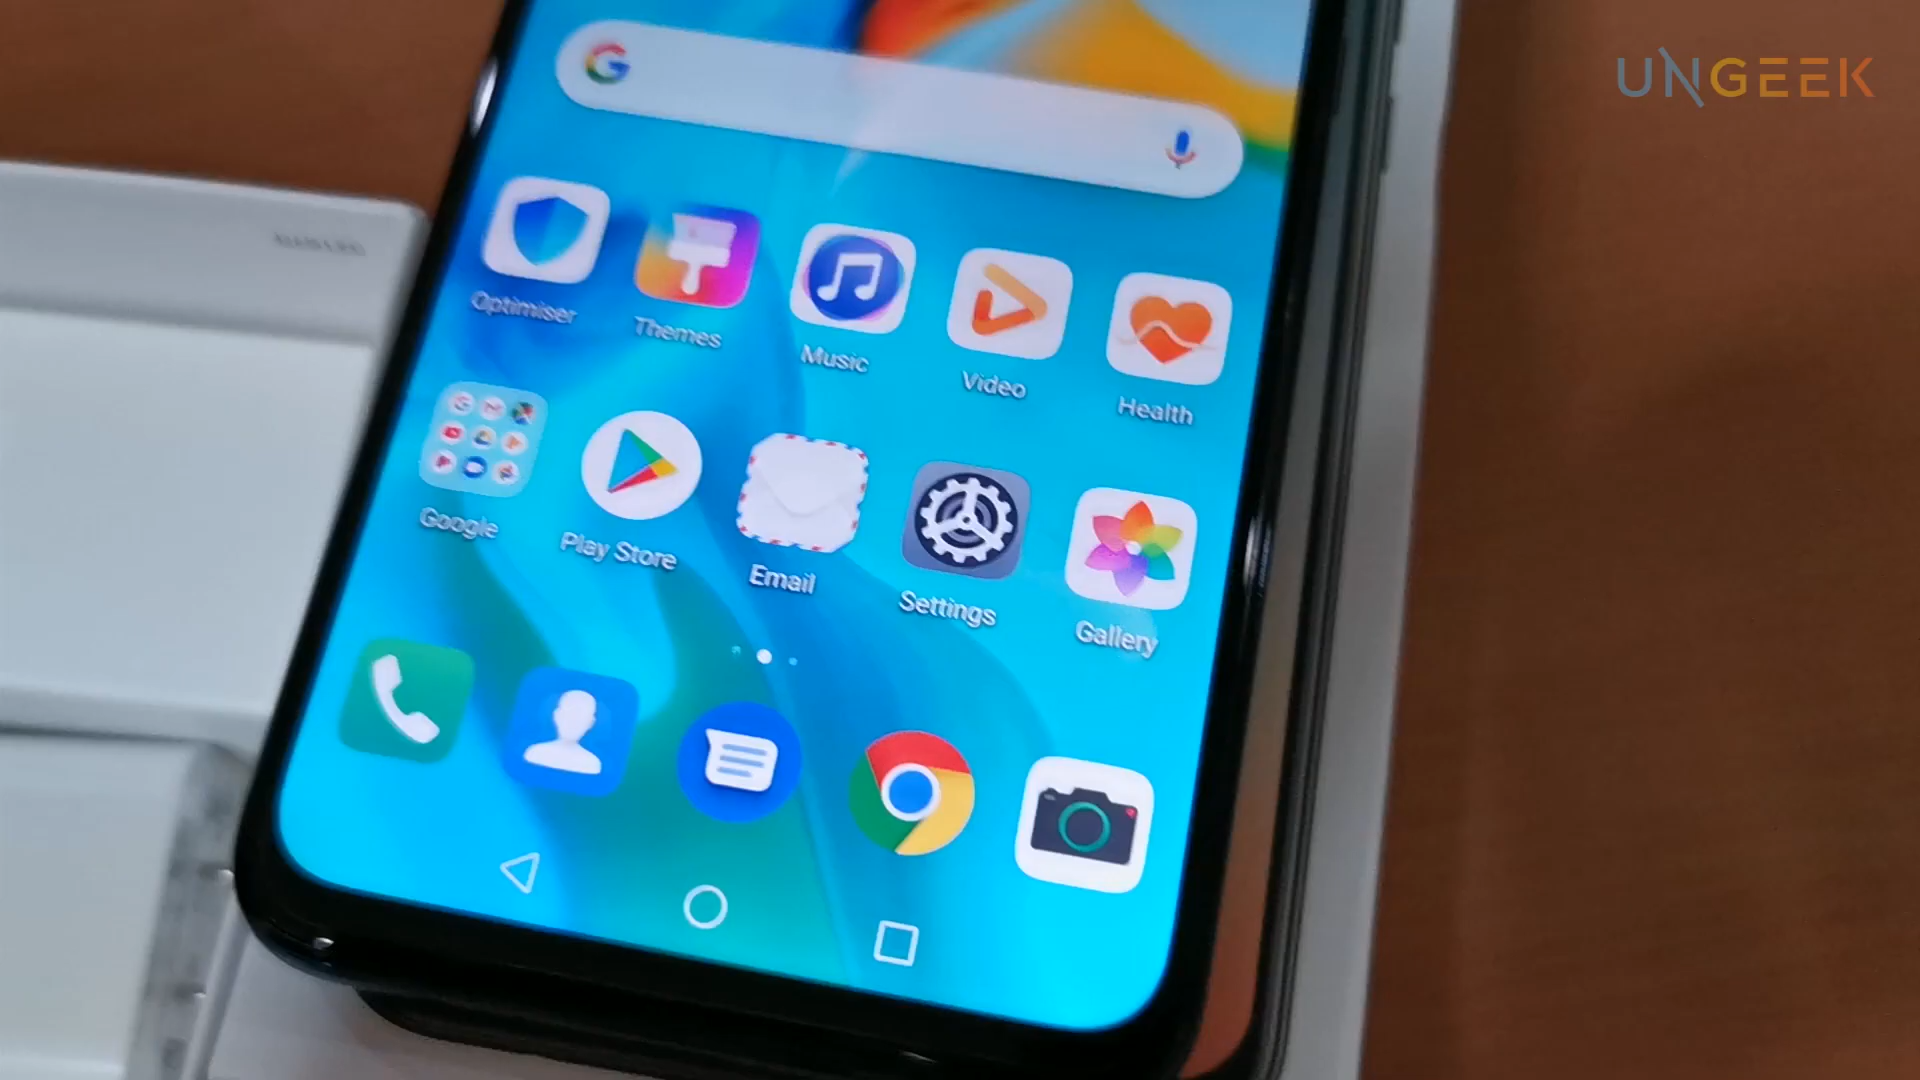 UNGEEK
Optimiser
Themes
Music
Video
Health
Google
Play Store
Email
Settings
Gallery